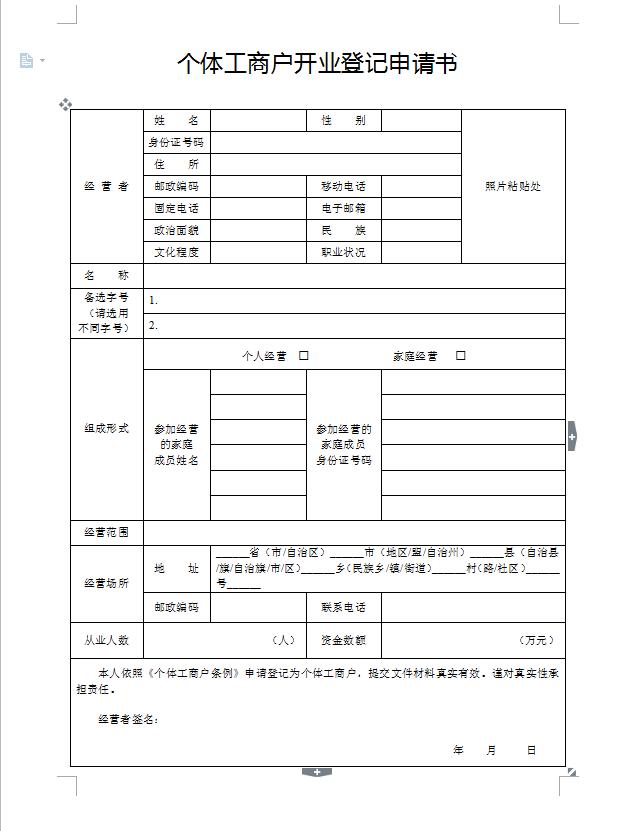 个体工商户开业登记申请书
经 营 者
姓 名
性 别
照片粘贴处
身份证号码
住 所
邮政编码
移动电话
固定电话
电子邮箱
政治面貌
民 族
文化程度
职业状况
名 称
备选字号
（请选用
不同字号）
1.
2.
组成形式
个人经营 □ 家庭经营 □
参加经营
的家庭
成员姓名
参加经营的
家庭成员
身份证号码
经营范围
经营场所
地 址
______省（市/自治区）______市（地区/盟/自治州）______县（自治县
/旗/自治旗/市/区）______乡（民族乡/镇/街道）______村（路/社区）______
号______
邮政编码
联系电话
从业人数
（人）
资金数额
（万元）
本人依照《个体工商户条例》申请登记为个体工商户，提交文件材料真实有效。谨对真实性承
担责任。
经营者签名：
年 月 日